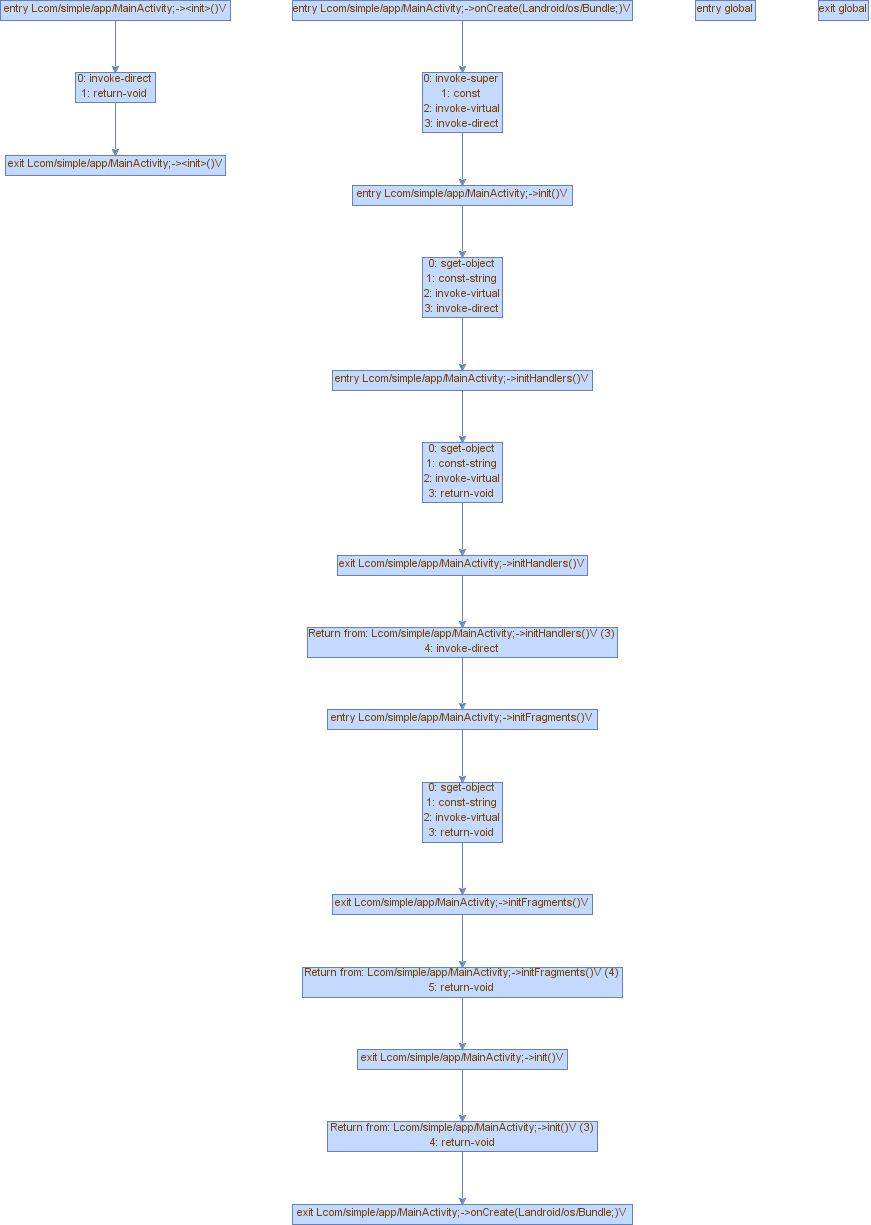 entry Lcom/simple/app/MainActivity;-><init>()V
0: invoke-direct
1: return-void
exit Lcom/simple/app/MainActivity;-><init>()V
entry Lcom/simple/app/MainActivity;->onCreate(Landroid/os/Bundle;)V
0: invoke-super
1: const
2: invoke-virtual
3: invoke-direct
entry Lcom/simple/app/MainActivity;->init()V
0: sget-object
1: const-string
2: invoke-virtual
3: invoke-direct
entry Lcom/simple/app/MainActivity;->initHandlers()V
0: sget-object
1: const-string
2: invoke-virtual
3: return-void
exit Lcom/simple/app/MainActivity;->initHandlers()V
Return from: Lcom/simple/app/MainActivity;->initHandlers()V (3)
4: invoke-direct
entry Lcom/simple/app/MainActivity;->initFragments()V
0: sget-object
1: const-string
2: invoke-virtual
3: return-void
exit Lcom/simple/app/MainActivity;->initFragments()V
Return from: Lcom/simple/app/MainActivity;->initFragments()V (4)
5: return-void
exit Lcom/simple/app/MainActivity;->init()V
Return from: Lcom/simple/app/MainActivity;->init()V (3)
4: return-void
exit Lcom/simple/app/MainActivity;->onCreate(Landroid/os/Bundle;)V
entry global
exit global